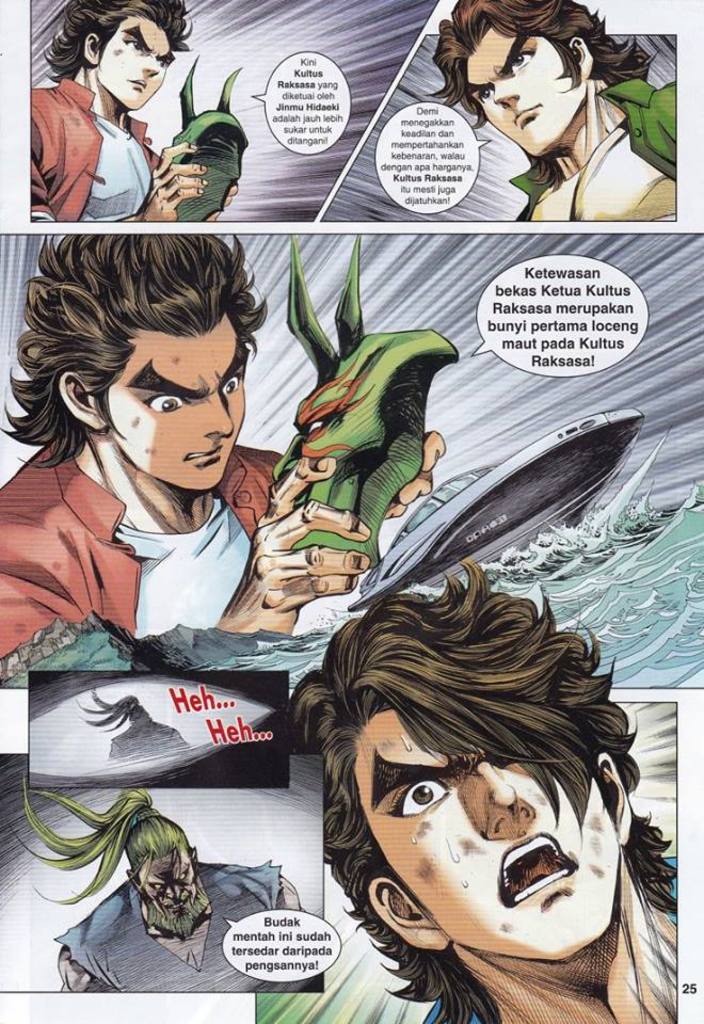 Kini
Kultus
Raksasa yang
diketuai oleh
Jinmu Hidaeki
adalah jauh lebih
sukar untuk
ditangani!
Demi
menegakkan
keadilan dan
mempertahankan
kebenaran, walau
dengan apa harganya,
Kultus Raksasa
itu mesti juga
dijatuhkan!
Ketewasan
bekas Ketua Kultus
Raksasa merupakan
bunyi pertama loceng
maut pada Kultus
Raksasa!
Heh...
Heh...
Budak
mentah ini sudah
tersedar daripada
pengsannya!
25